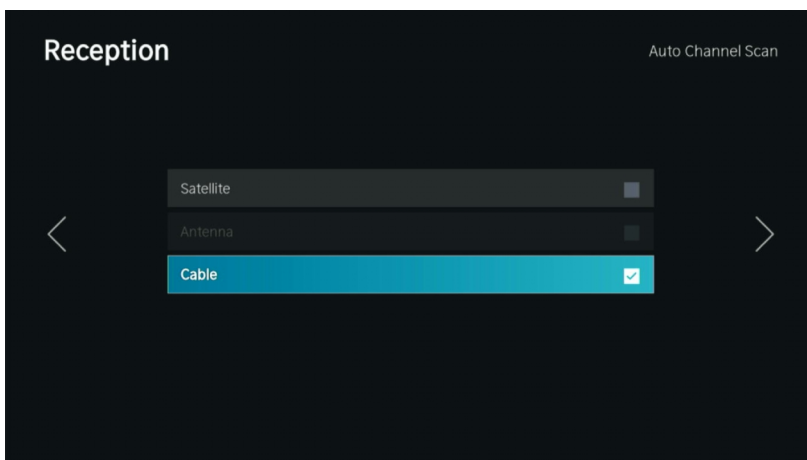 Reception
Auto Channel Scan
Satellite
Antenna
Cable